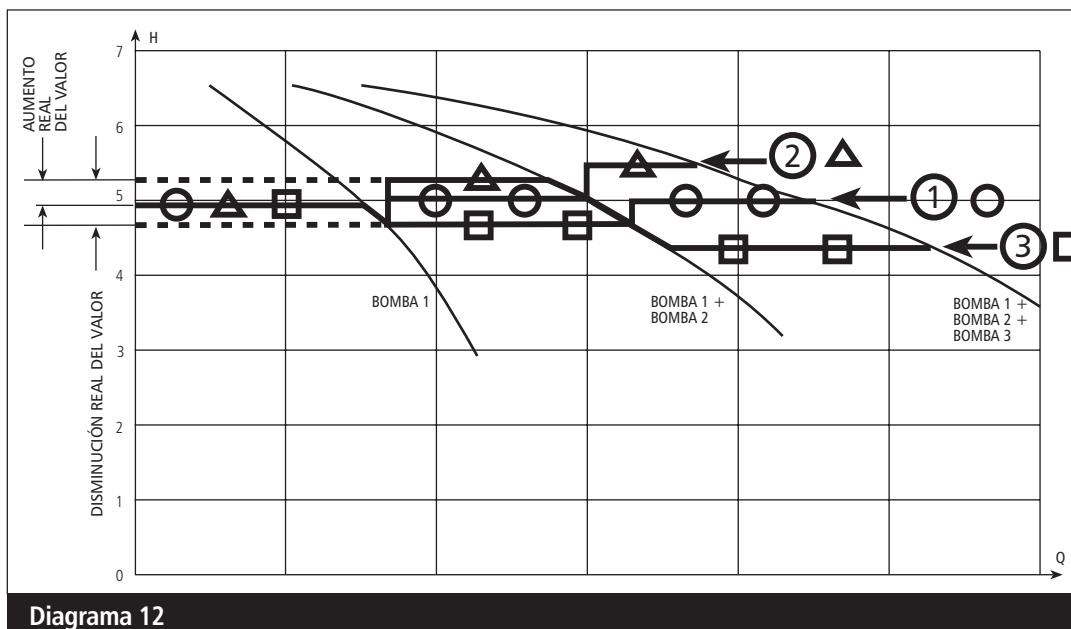 H
7
6
5
4
3
2
1
0
AUMENTO
REAL
DEL VALOR
DISMINUCIÓN REAL DEL VALOR
2
1
3
BOMBA 1
BOMBA 1 +
BOMBA 2
BOMBA 1 +
BOMBA 2 +
BOMBA 3
Q
Diagrama 12